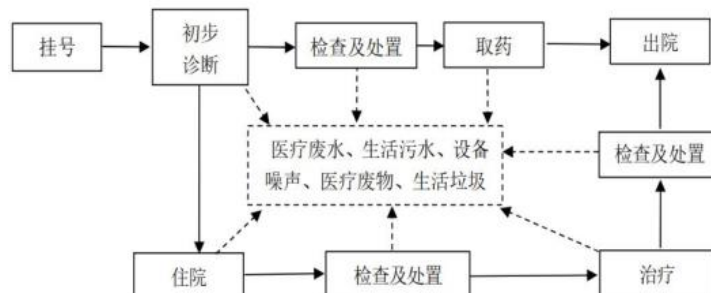 挂号
初步
诊断
检查及处置
取药
出院
医疗废水、生活污水、设备
噪声、医疗废物、生活垃圾
检查及处置
住院
检查及处置
治疗